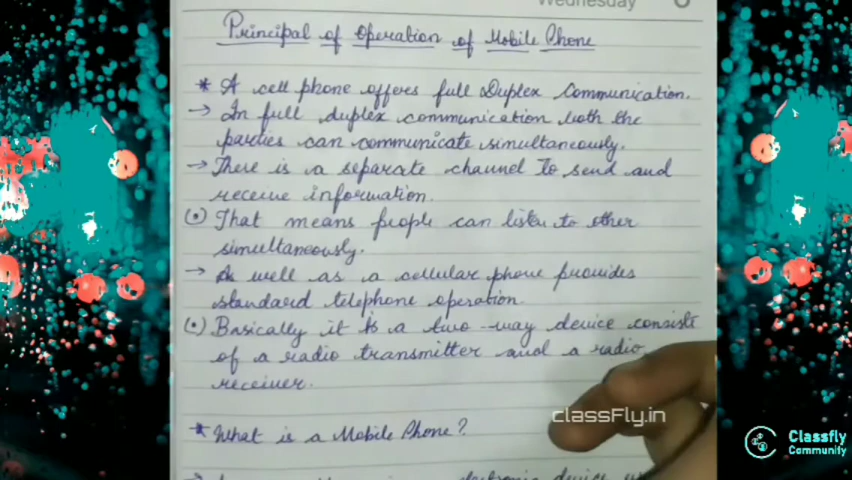 Wednesday
Principal of Operation of Mobile Phone
* A cell phone offers full Duplex Communication.
→ In full duplex communication both the
parties can communicate simultaneously.
→ There is a separate channel to send and
receive information.
(•) That means people can listen to other
simultaneously.
→ As well as a cellular phone provides
standard telephone operation
(•) Basically it is a two-way device consists
of a radio transmitter and a radio
receiver.
classFly.in
* What is a Mobile Phone?
Classfly
Community
electronic device